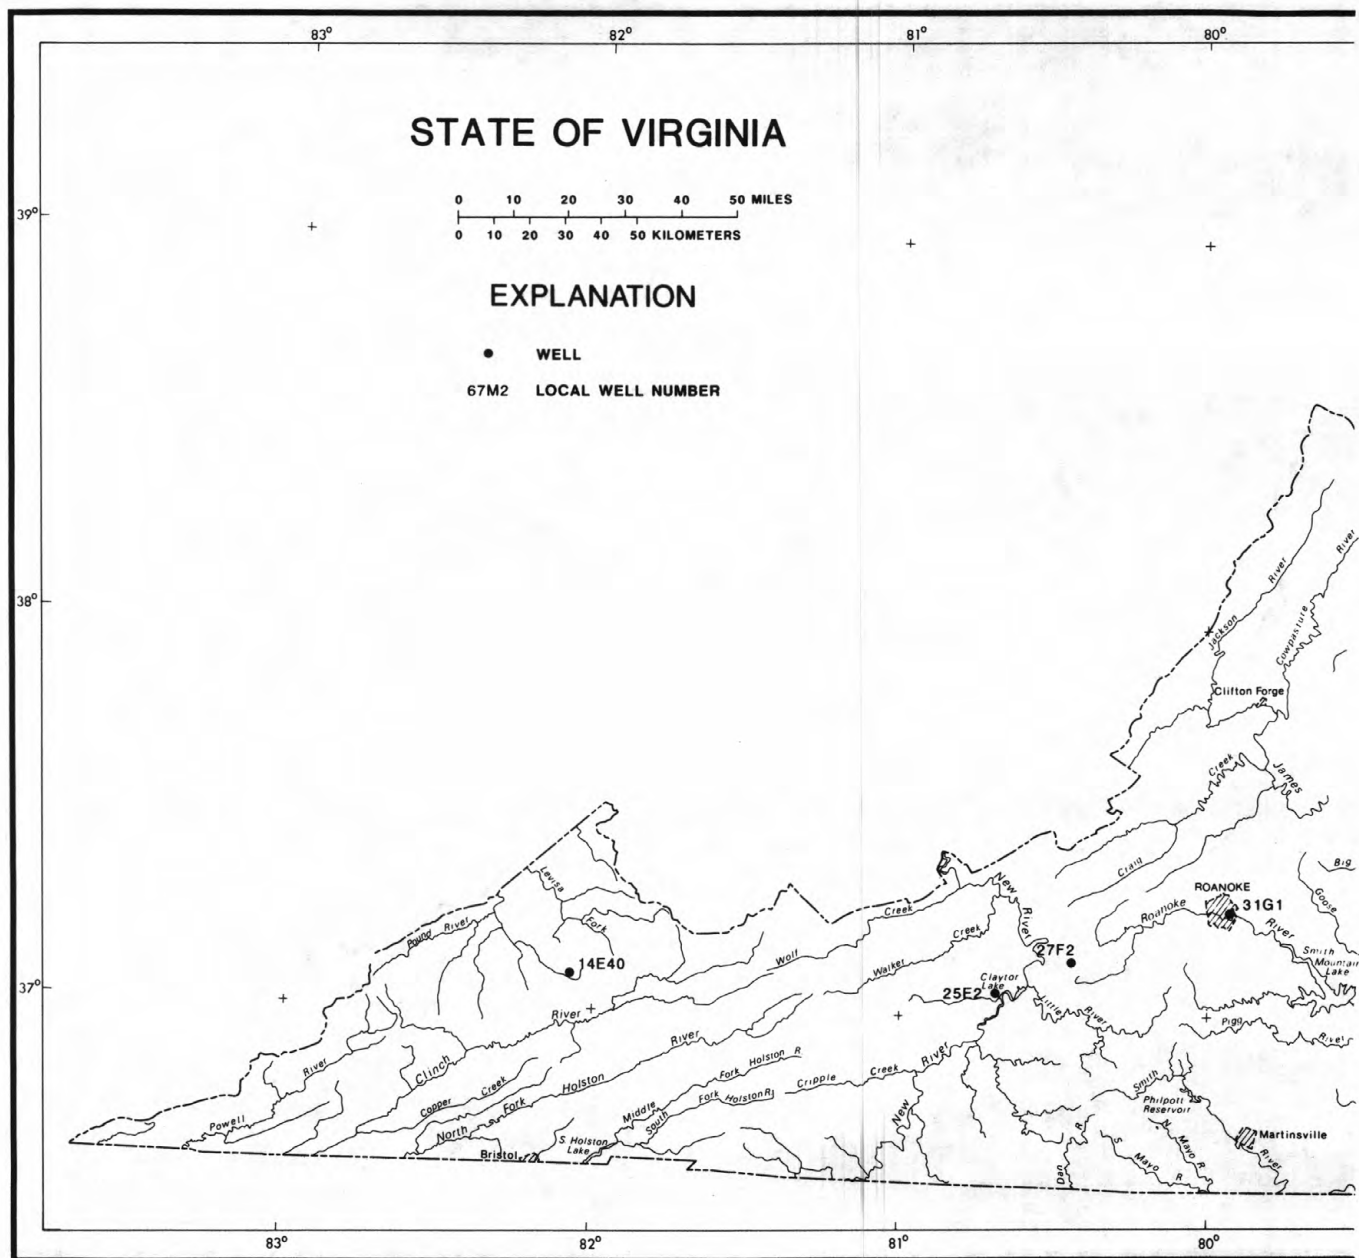 83° 82° 81° 80°
STATE OF VIRGINIA
0 10 20 30 40 50 MILES
0 10 20 30 40 50 KILOMETERS
39°
EXPLANATION
WELL
67M2 LOCAL WELL NUMBER
38°
River
River
Jackson
Cowpasture
Clifton Forge
Creek
James
Craig
Big
Levisa
New
River
ROANOKE
31G1
Goose
Creek
Roanoke
River
Pound River
Fork
Creek
27F2
Smith
Mountain
Lake
14E40
Wolf
Walker
Claytor
Lake
37°
25E2
Little
River
River
River
Pigg
River
Clinch
River
Fork Holston R
Creek
River
Copper Creek
Holston
Cripple
Smith
Powell
Fork
Middle
Fork Holston R
New
Philpott
Reservoir
North
South
R
S
N
Martinsville
S Holston
Lake
Mayo R
Bristol
Mayo
R
River
Dan
83° 82° 81° 80°